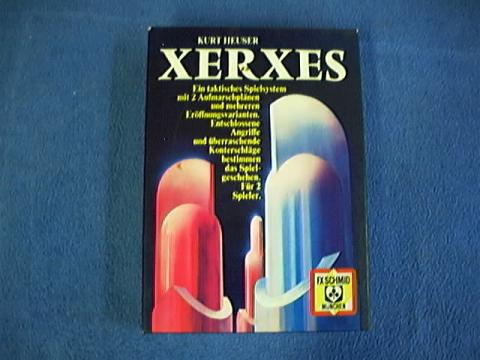 KURT HEUSER
XERXES
Ein taktisches Spielsystem
mit 2 Aufmarschplänen
und mehreren
Eröffnungsvarianten.
Entschlossene
Angriffe
und überraschende
Konterschläge
bestimmen
das Spiel-
geschehen.
Für 2
Spieler.
FX SCHMID
MÜNCHEN